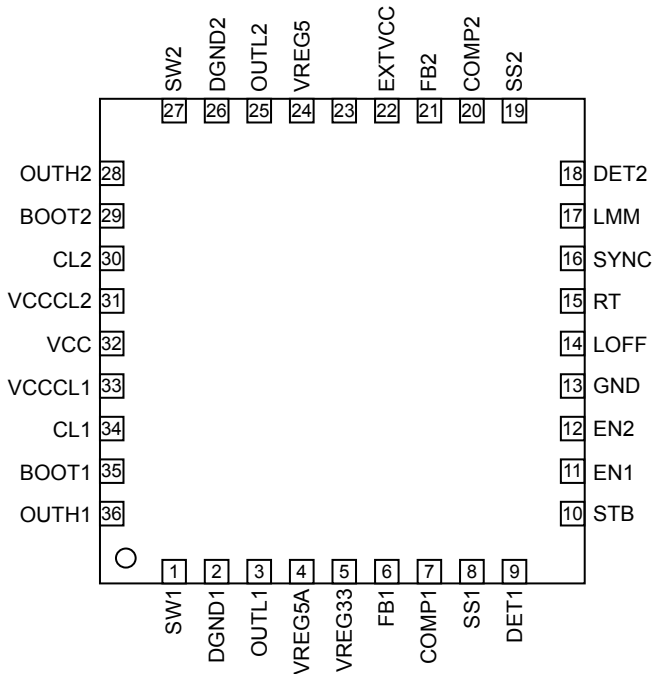 SW2
DGND2
OUTL2
VREG5
EXTVCC
FB2
COMP2
SS2
27 26 25 24 23 22 21 20 19
OUTH2 28
BOOT2 29
CL2 30
VCCCL2 31
VCC 32
VCCCL1 33
CL1 34
BOOT1 35
OUTH1 36
18 DET2
17 LMM
16 SYNC
15 RT
14 LOFF
13 GND
12 EN2
11 EN1
10 STB
1 2 3 4 5 6 7 8 9
SW1
DGND1
OUTL1
VREG5A
VREG33
FB1
COMP1
SS1
DET1